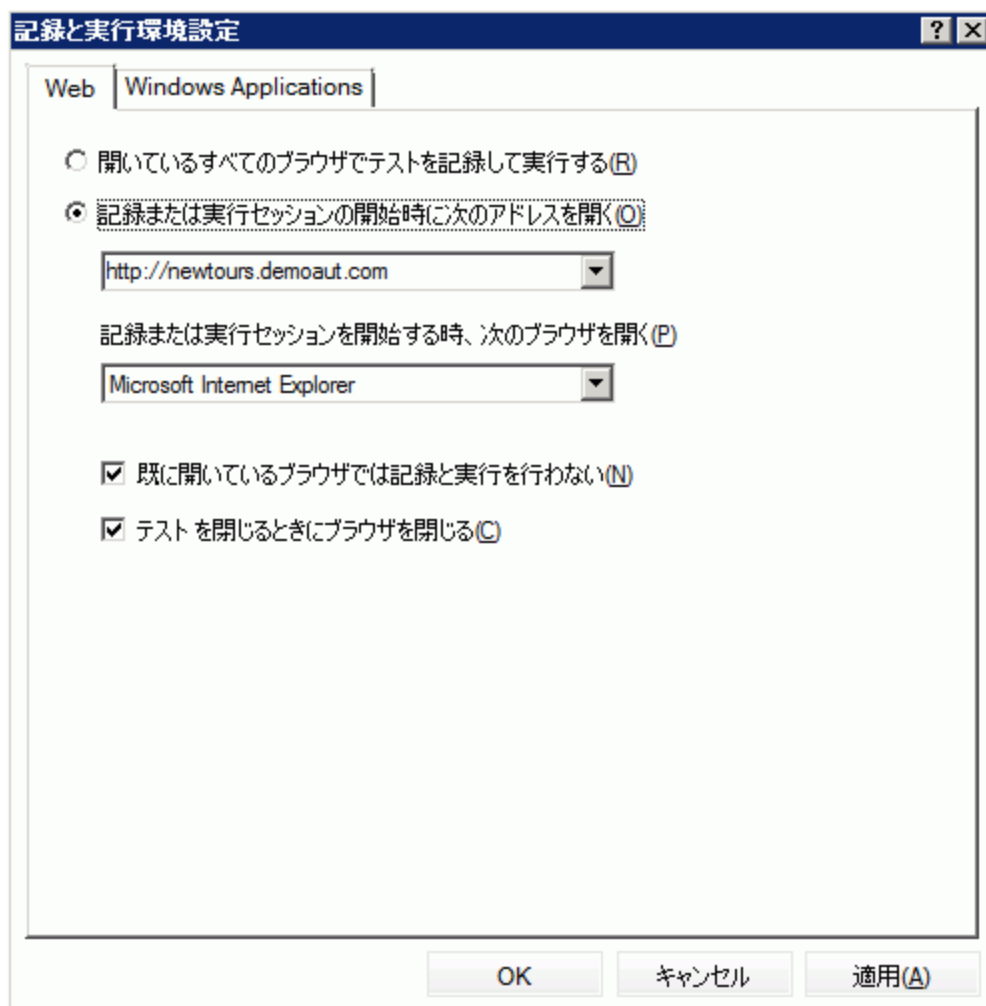 記録と実行環境設定
Web
Windows Applications
開いているすべてのブラウザでテストを記録して実行する(R)
記録または実行セッションの開始時に次のアドレスを開く(O)
http://newtours.demoaut.com
記録または実行セッションを開始する時、次のブラウザを開く(P)
Microsoft Internet Explorer
既に開いているブラウザでは記録と実行を行わない(N)
テスト を閉じるときにブラウザを閉じる(C)
OK
キャンセル
適用(A)